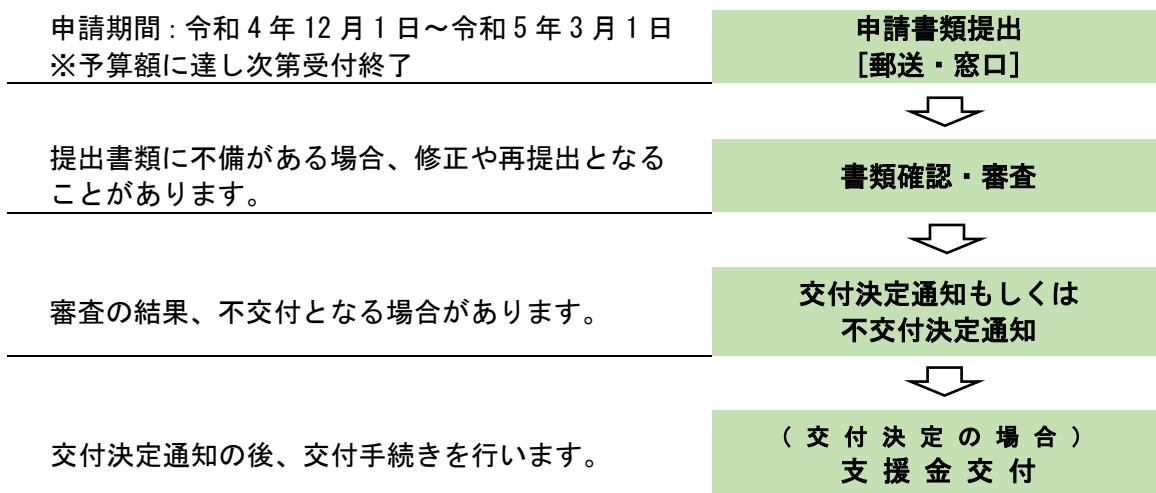 申請期間：令和4年12月1日～令和5年3月1日
※予算額に達し次第受付終了
申請書類提出
[郵送・窓口]
提出書類に不備がある場合、修正や再提出となる
ことがあります。
書類確認・審査
審査の結果、不交付となる場合があります。
交付決定通知もしくは
不交付決定通知
交付決定通知の後、交付手続きを行います。
（交付決定の場合）
支援金交付